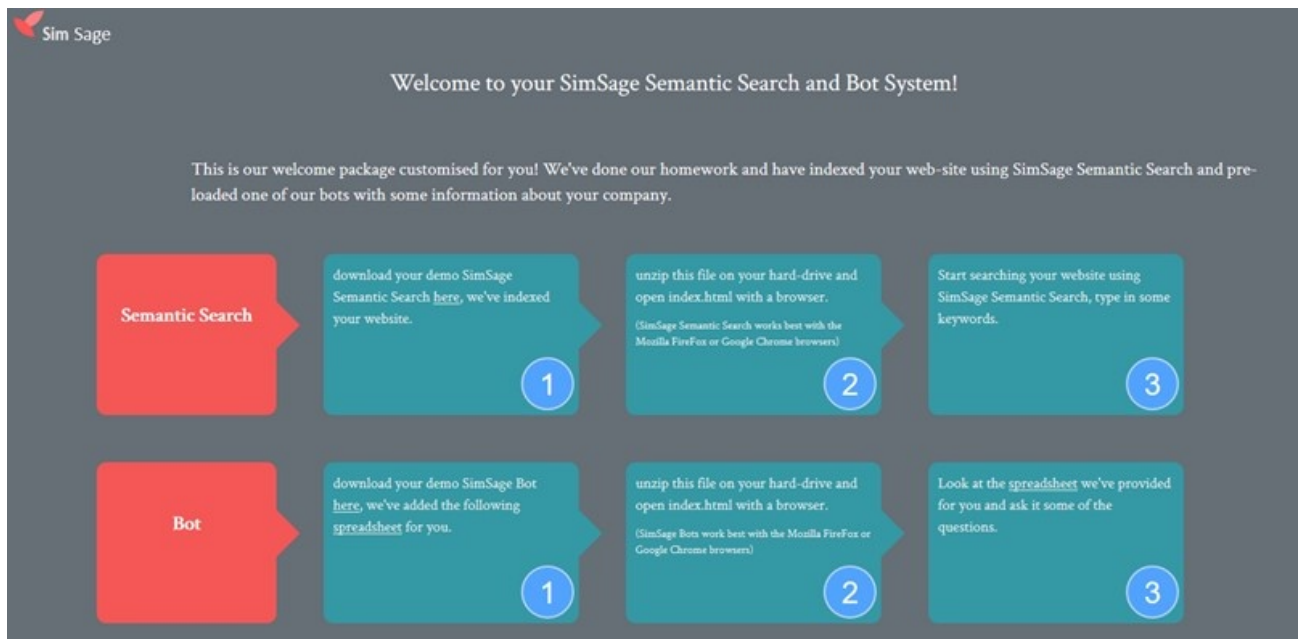 Sim Sage
Welcome to your SimSage Semantic Search and Bot System!
This is our welcome package customised for you! We've done our homework and have indexed your web-site using SimSage Semantic Search and pre-
loaded one of our bots with some information about your company.
Semantic Search
download your demo SimSage
Semantic Search here, we've indexed
your website.
1
unzip this file on your hard-drive and
open index.html with a browser.
(SimSage Semantic Search works best with the
Mozilla FireFox or Google Chrome browsers)
2
Start searching your website using
SimSage Semantic Search, type in some
keywords.
3
Bot
download your demo SimSage Bot
here, we've added the following
spreadsheet for you.
1
unzip this file on your hard-drive and
open index.html with a browser.
(SimSage Bots work best with the Mozilla FireFox or
Google Chrome browsers)
2
Look at the spreadsheet we've provided
for you and ask it some of the
questions.
3